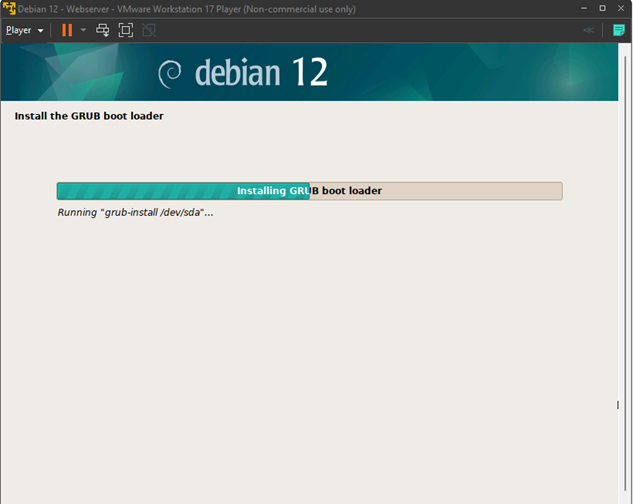 Debian 12 - Webserver - VMware Workstation 17 Player (Non-commercial use only)
Player
debian 12
Install the GRUB boot loader
Installing GRUB boot loader
Running "grub-install /dev/sda"...